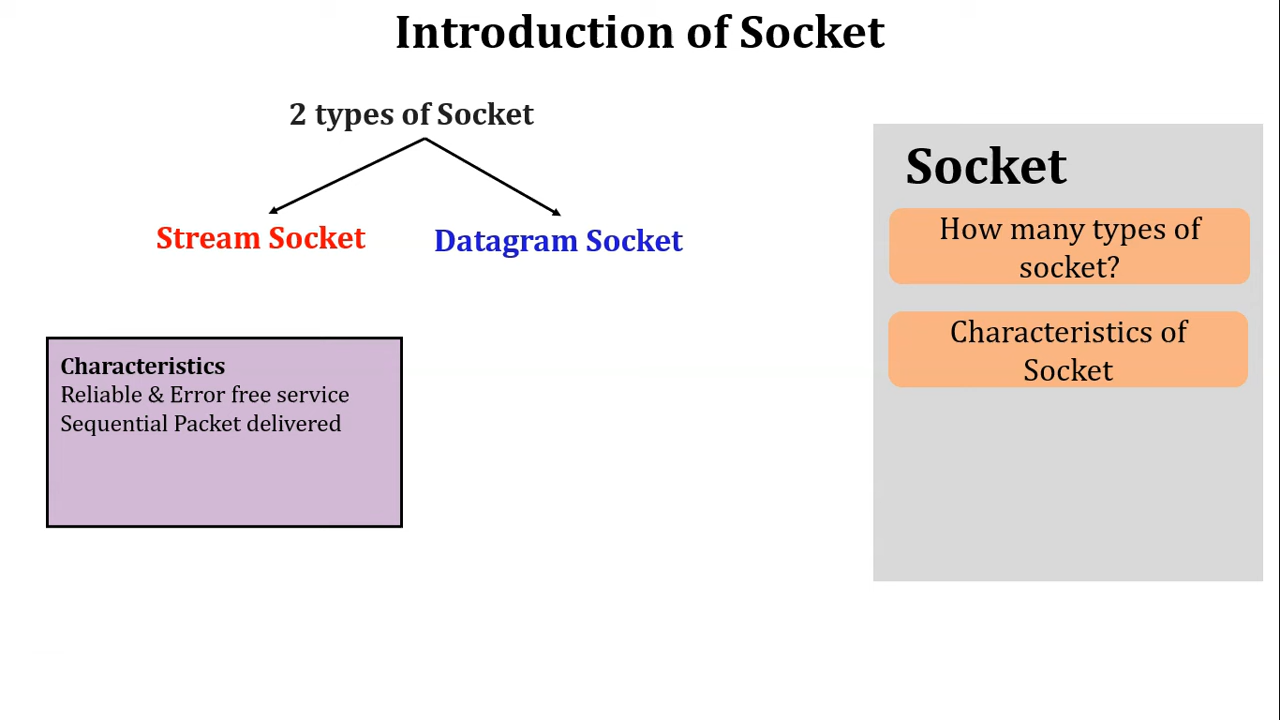 Introduction of Socket
2 types of Socket
Stream Socket
Datagram Socket
Characteristics
Reliable & Error free service
Sequential Packet delivered
Socket
How many types of
socket?
Characteristics of
Socket